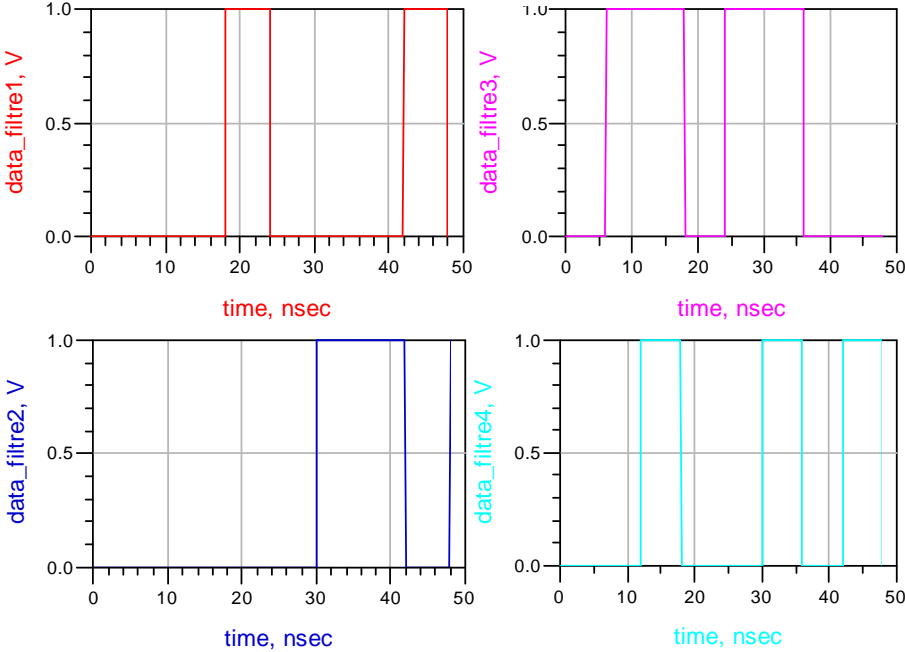 data_filtre1, V
1.0
0.5
0.0
0 10 20 30 40 50
time, nsec
data_filtre3, V
1.0
0.5
0.0
0 10 20 30 40 50
time, nsec
data_filtre2, V
1.0
0.5
0.0
0 10 20 30 40 50
time, nsec
data_filtre4, V
1.0
0.5
0.0
0 10 20 30 40 50
time, nsec